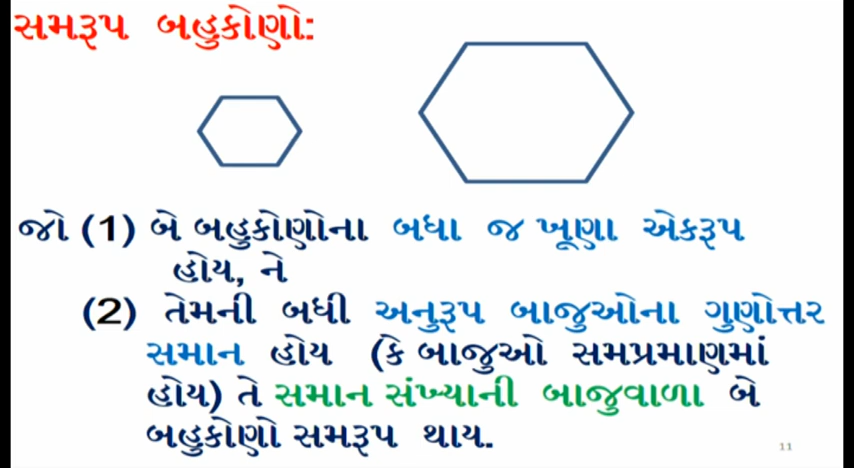 સમરૂપ બહુકોણો:
જો (1) બે બહુકોણોના બધા જ ખૂણા એકરૂપ
હોય, ને
(2) તેમની બધી અનુરૂપ બાજુઓના ગુણોત્તર
સમાન હોય (કે બાજુઓ સમપ્રમાણમાં
હોય) તે સમાન સંખ્યાની બાજુવાળા બે
બહુકોણો સમરૂપ થાય.
11